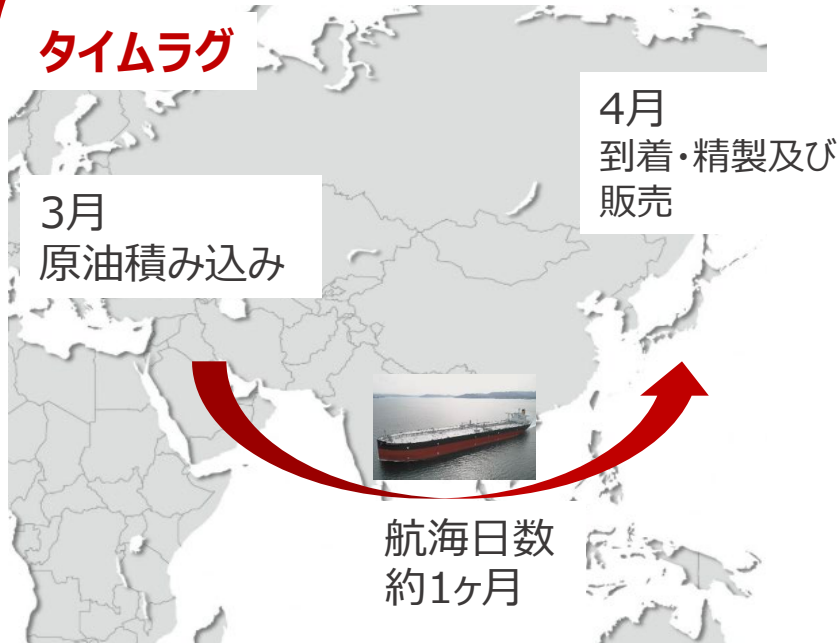 タイムラグ
3月
原油積み込み
4月
到着・精製及び
販売
航海日数
約1ヶ月